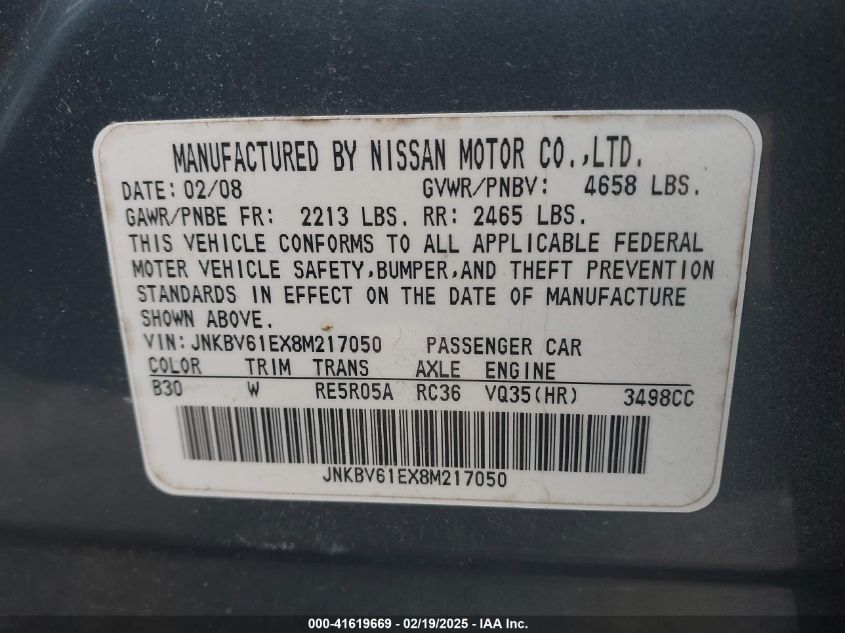 MANUFACTURED BY NISSAN MOTOR CO.,LTD.
DATE: 02/08 GVWR/PNBV: 4658 LBS.
GAWR/PNBE FR: 2213 LBS. RR: 2465 LBS.
THIS VEHICLE CONFORMS TO ALL APPLICABLE FEDERAL
MOTER VEHICLE SAFETY,BUMPER,AND THEFT PREVENTION
STANDARDS IN EFFECT ON THE DATE OF MANUFACTURE
SHOWN ABOVE.
VIN: JNKBV61EX8M217050 PASSENGER CAR
COLOR TRIM TRANS AXLE ENGINE
B30 W RE5R05A RC36 VQ35(HR) 3498CC
JNKBV61EX8M217050
000-41619669 — 02/19/2025 — IAA Inc.